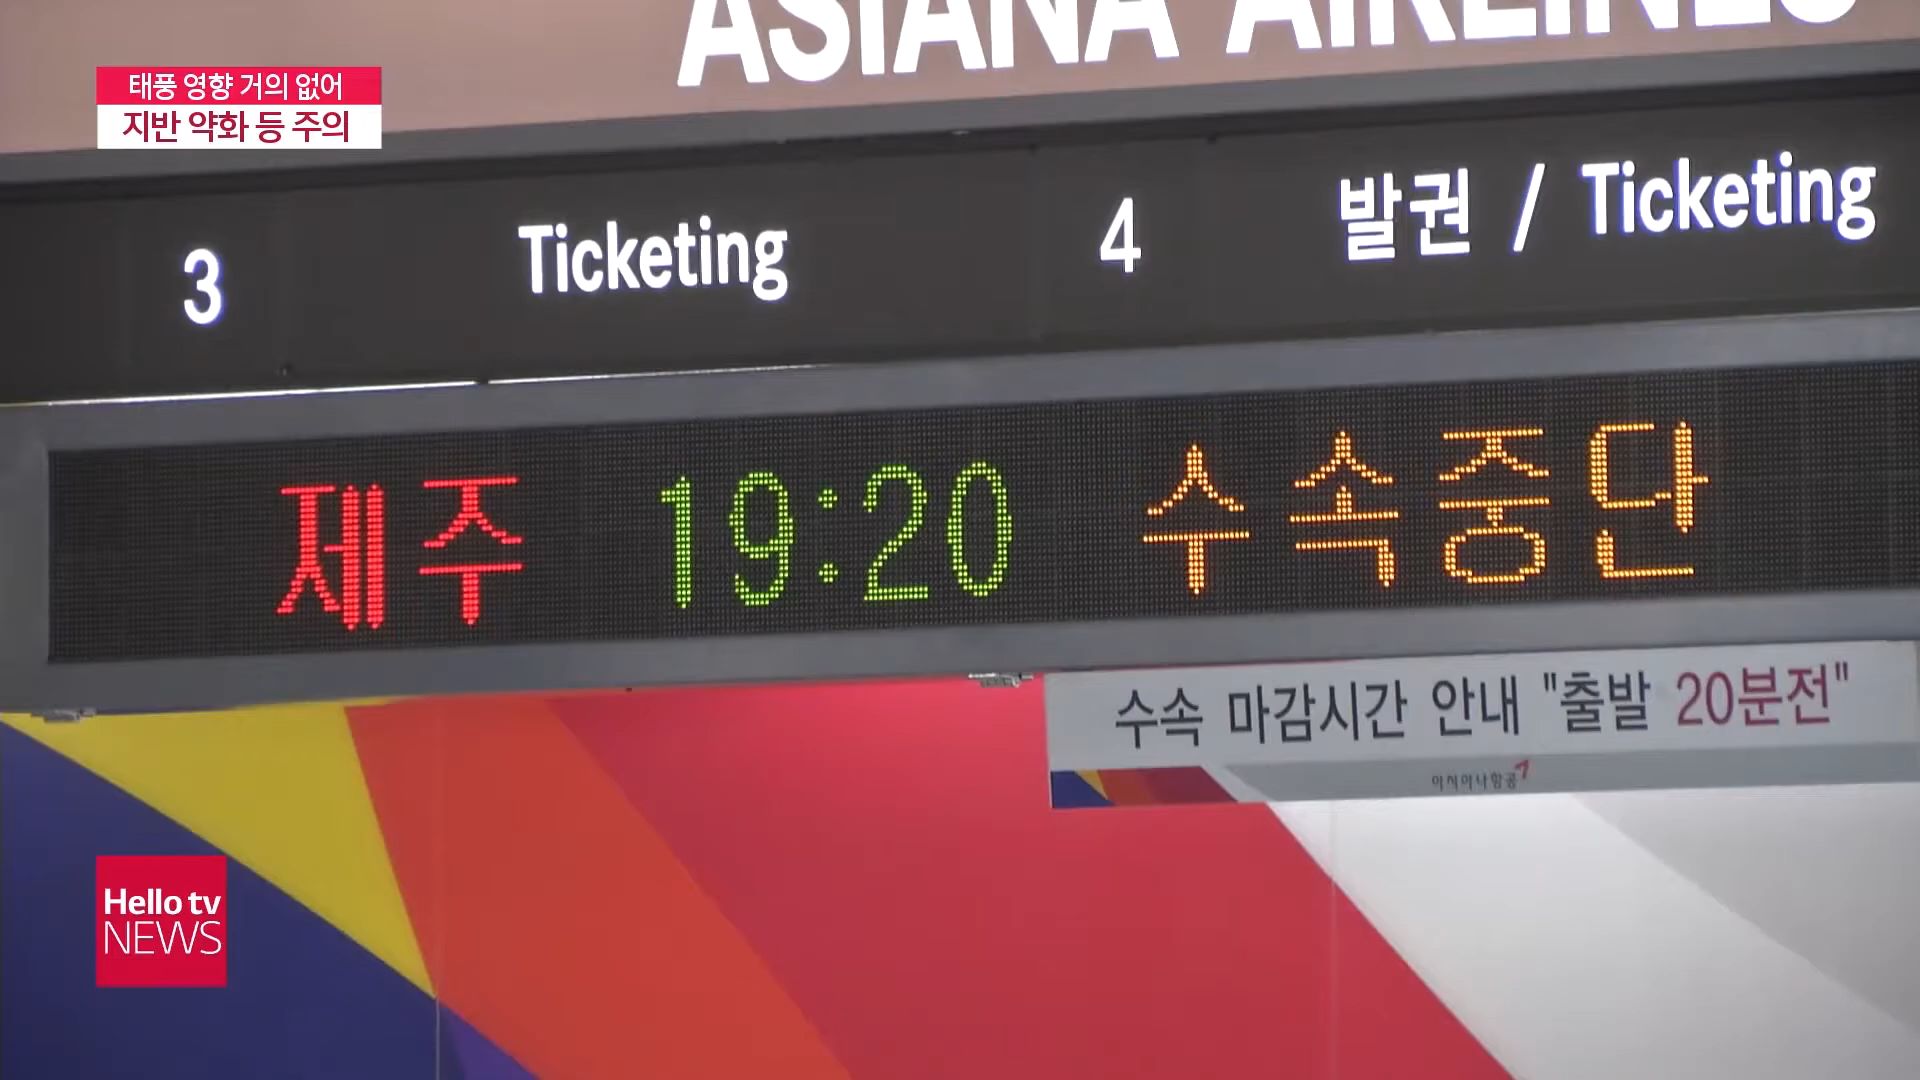 ASIANA AIRLINES
태풍 영향 거의 없어
지반 약화 등 주의
3 Ticketing 4 발권 / Ticketing
제주 19:20 수속중단
수속 마감시간 안내 "출발 20분전"
아시아나항공
Hello tv
NEWS